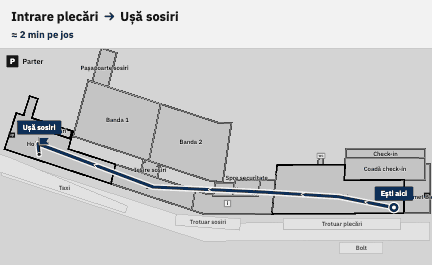 Intrare plecări → Ușă sosiri
≈ 2 min pe jos
P Parter
Pașapoarte sosiri
Banda 1
Banda 2
Ușă sosiri
Ieșire sosiri
Spre securitate
Check-in
Coadă check-in
Ești aici
Taxi
Trotuar sosiri
Trotuar plecări
Bolt